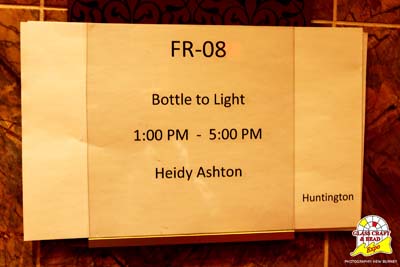 FR-08
Bottle to Light
1:00 PM - 5:00 PM
Heidy Ashton
Huntington
GLASS CRAFT
& BEAD
Expo